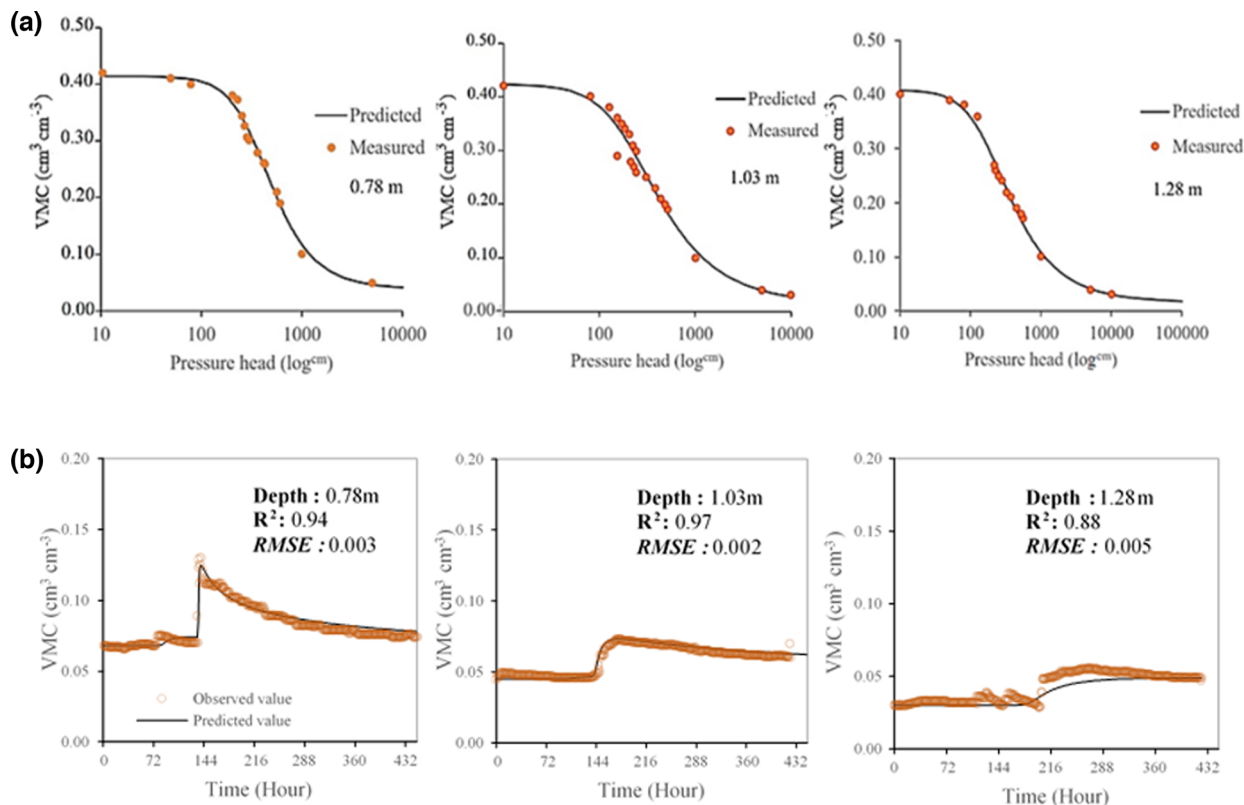 (a)
VMC (cm³ cm⁻³)
0.50
0.40
0.30
0.20
0.10
0.00
10 100 1000 10000
Pressure head (log^cm)
Predicted
Measured
0.78 m
VMC (cm³ cm⁻³)
0.50
0.40
0.30
0.20
0.10
0.00
10 100 1000 10000
Pressure head (log^cm)
Predicted
Measured
1.03 m
VMC (cm³ cm⁻³)
0.50
0.40
0.30
0.20
0.10
0.00
10 100 1000 10000 100000
Pressure head (log^cm)
Predicted
Measured
1.28 m
(b)
VMC (cm³ cm⁻³)
0.20
0.15
0.10
0.05
0.00
0 72 144 216 288 360 432
Time (Hour)
Depth : 0.78m
R²: 0.94
RMSE : 0.003
Observed value
Predicted value
VMC (cm³ cm⁻³)
0.20
0.15
0.10
0.05
0.00
0 72 144 216 288 360 432
Time (Hour)
Depth : 1.03m
R²: 0.97
RMSE : 0.002
VMC (cm³ cm⁻³)
0.20
0.15
0.10
0.05
0.00
0 72 144 216 288 360 432
Time (Hour)
Depth : 1.28m
R²: 0.88
RMSE : 0.005